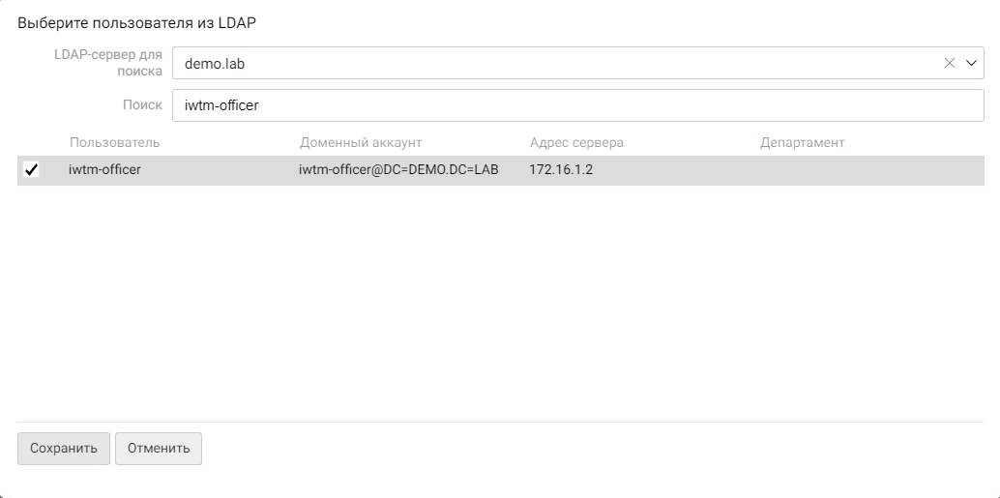 Выберите пользователя из LDAP
LDAP-сервер для
поиска
demo.lab
Поиск
iwtm-officer
Пользователь Доменный аккаунт Адрес сервера Департамент
iwtm-officer iwtm-officer@DC=DEMO.DC=LAB 172.16.1.2
Сохранить Отменить